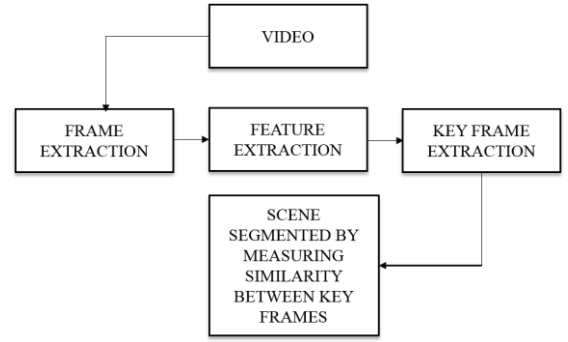 VIDEO
FRAME
EXTRACTION
FEATURE
EXTRACTION
KEY FRAME
EXTRACTION
SCENE
SEGMENTED BY
MEASURING
SIMILARITY
BETWEEN KEY
FRAMES